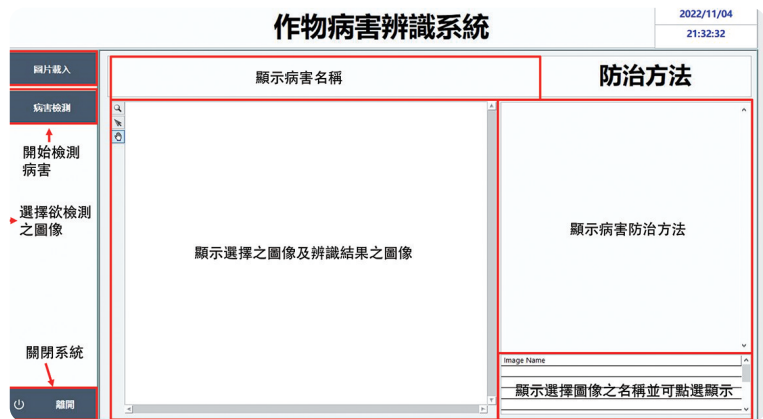 作物病害辨識系統
2022/11/04
21:32:32
圖片載入
顯示病害名稱
防治方法
病害檢測
開始檢測
病害
選擇欲檢測
之圖像
顯示選擇之圖像及辨識結果之圖像
顯示病害防治方法
關閉系統
Image Name
顯示選擇圖像之名稱並可點選顯示
離開